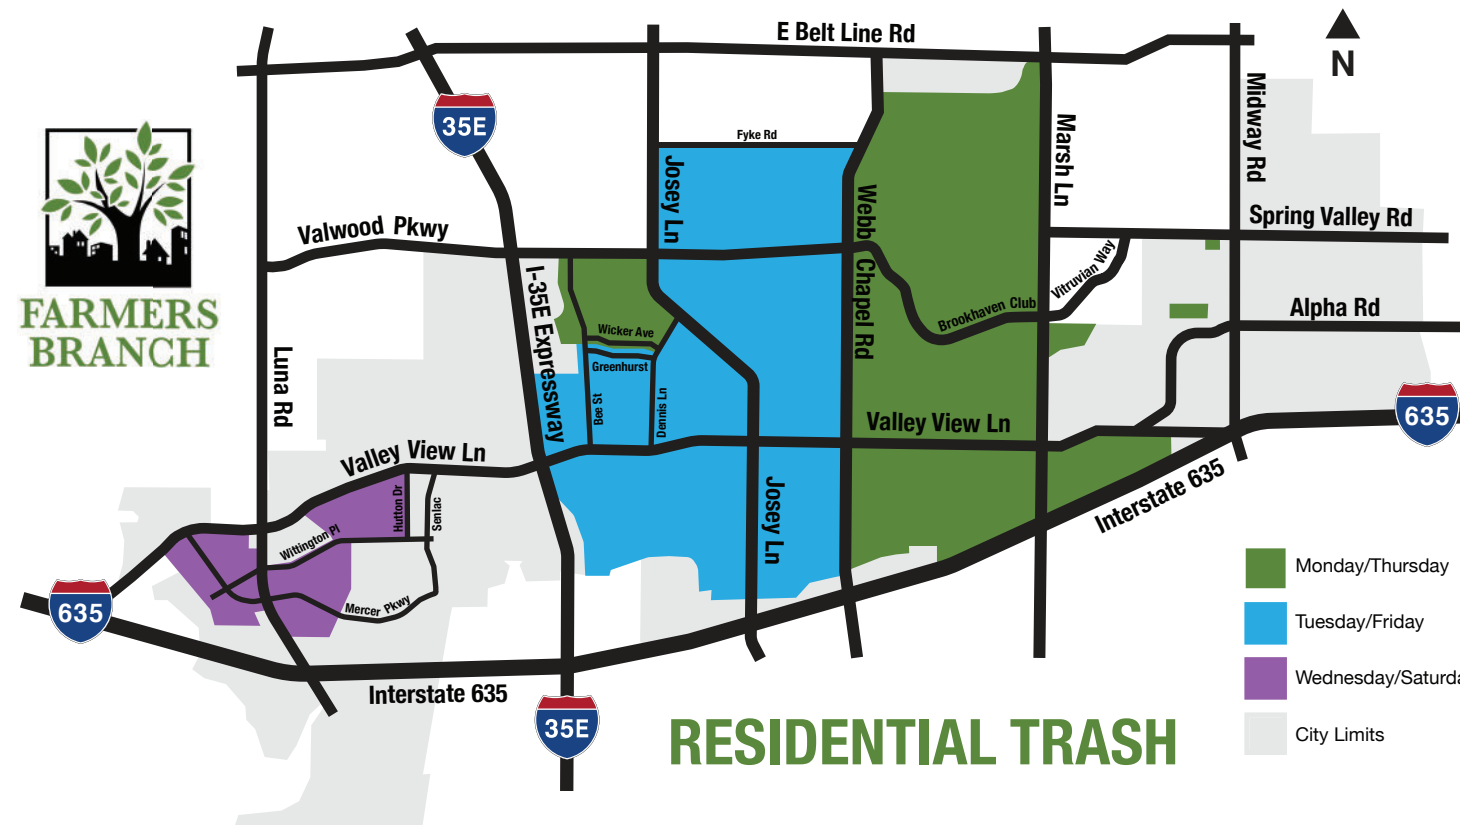 E Belt Line Rd
N
35E
Fyke Rd
Josey Ln
Marsh Ln
Midway Rd
Webb Chapel Rd
Spring Valley Rd
Valwood Pkwy
FARMERS
BRANCH
I-35E Expressway
Vitruvian Way
Brookhaven Club
Alpha Rd
Wicker Ave
Greenhurst
Luna Rd
Bee St
Dennis Ln
635
Valley View Ln
Valley View Ln
Hutton Dr
Senlac
Josey Ln
Interstate 635
Wittington Pl
Mercer Pkwy
635
Interstate 635
35E
RESIDENTIAL TRASH
Monday/Thursday
Tuesday/Friday
Wednesday/Saturda
City Limits